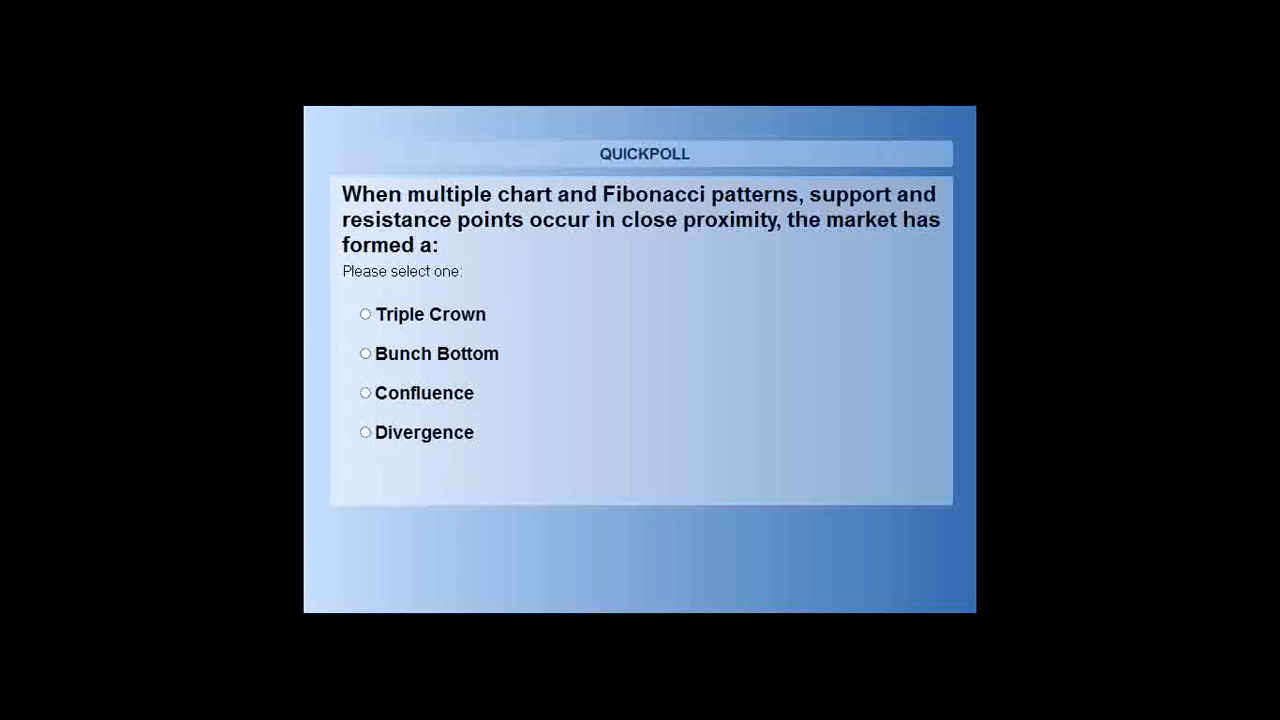 QUICKPOLL
When multiple chart and Fibonacci patterns, support and
resistance points occur in close proximity, the market has
formed a:
Please select one:
Triple Crown
Bunch Bottom
Confluence
Divergence